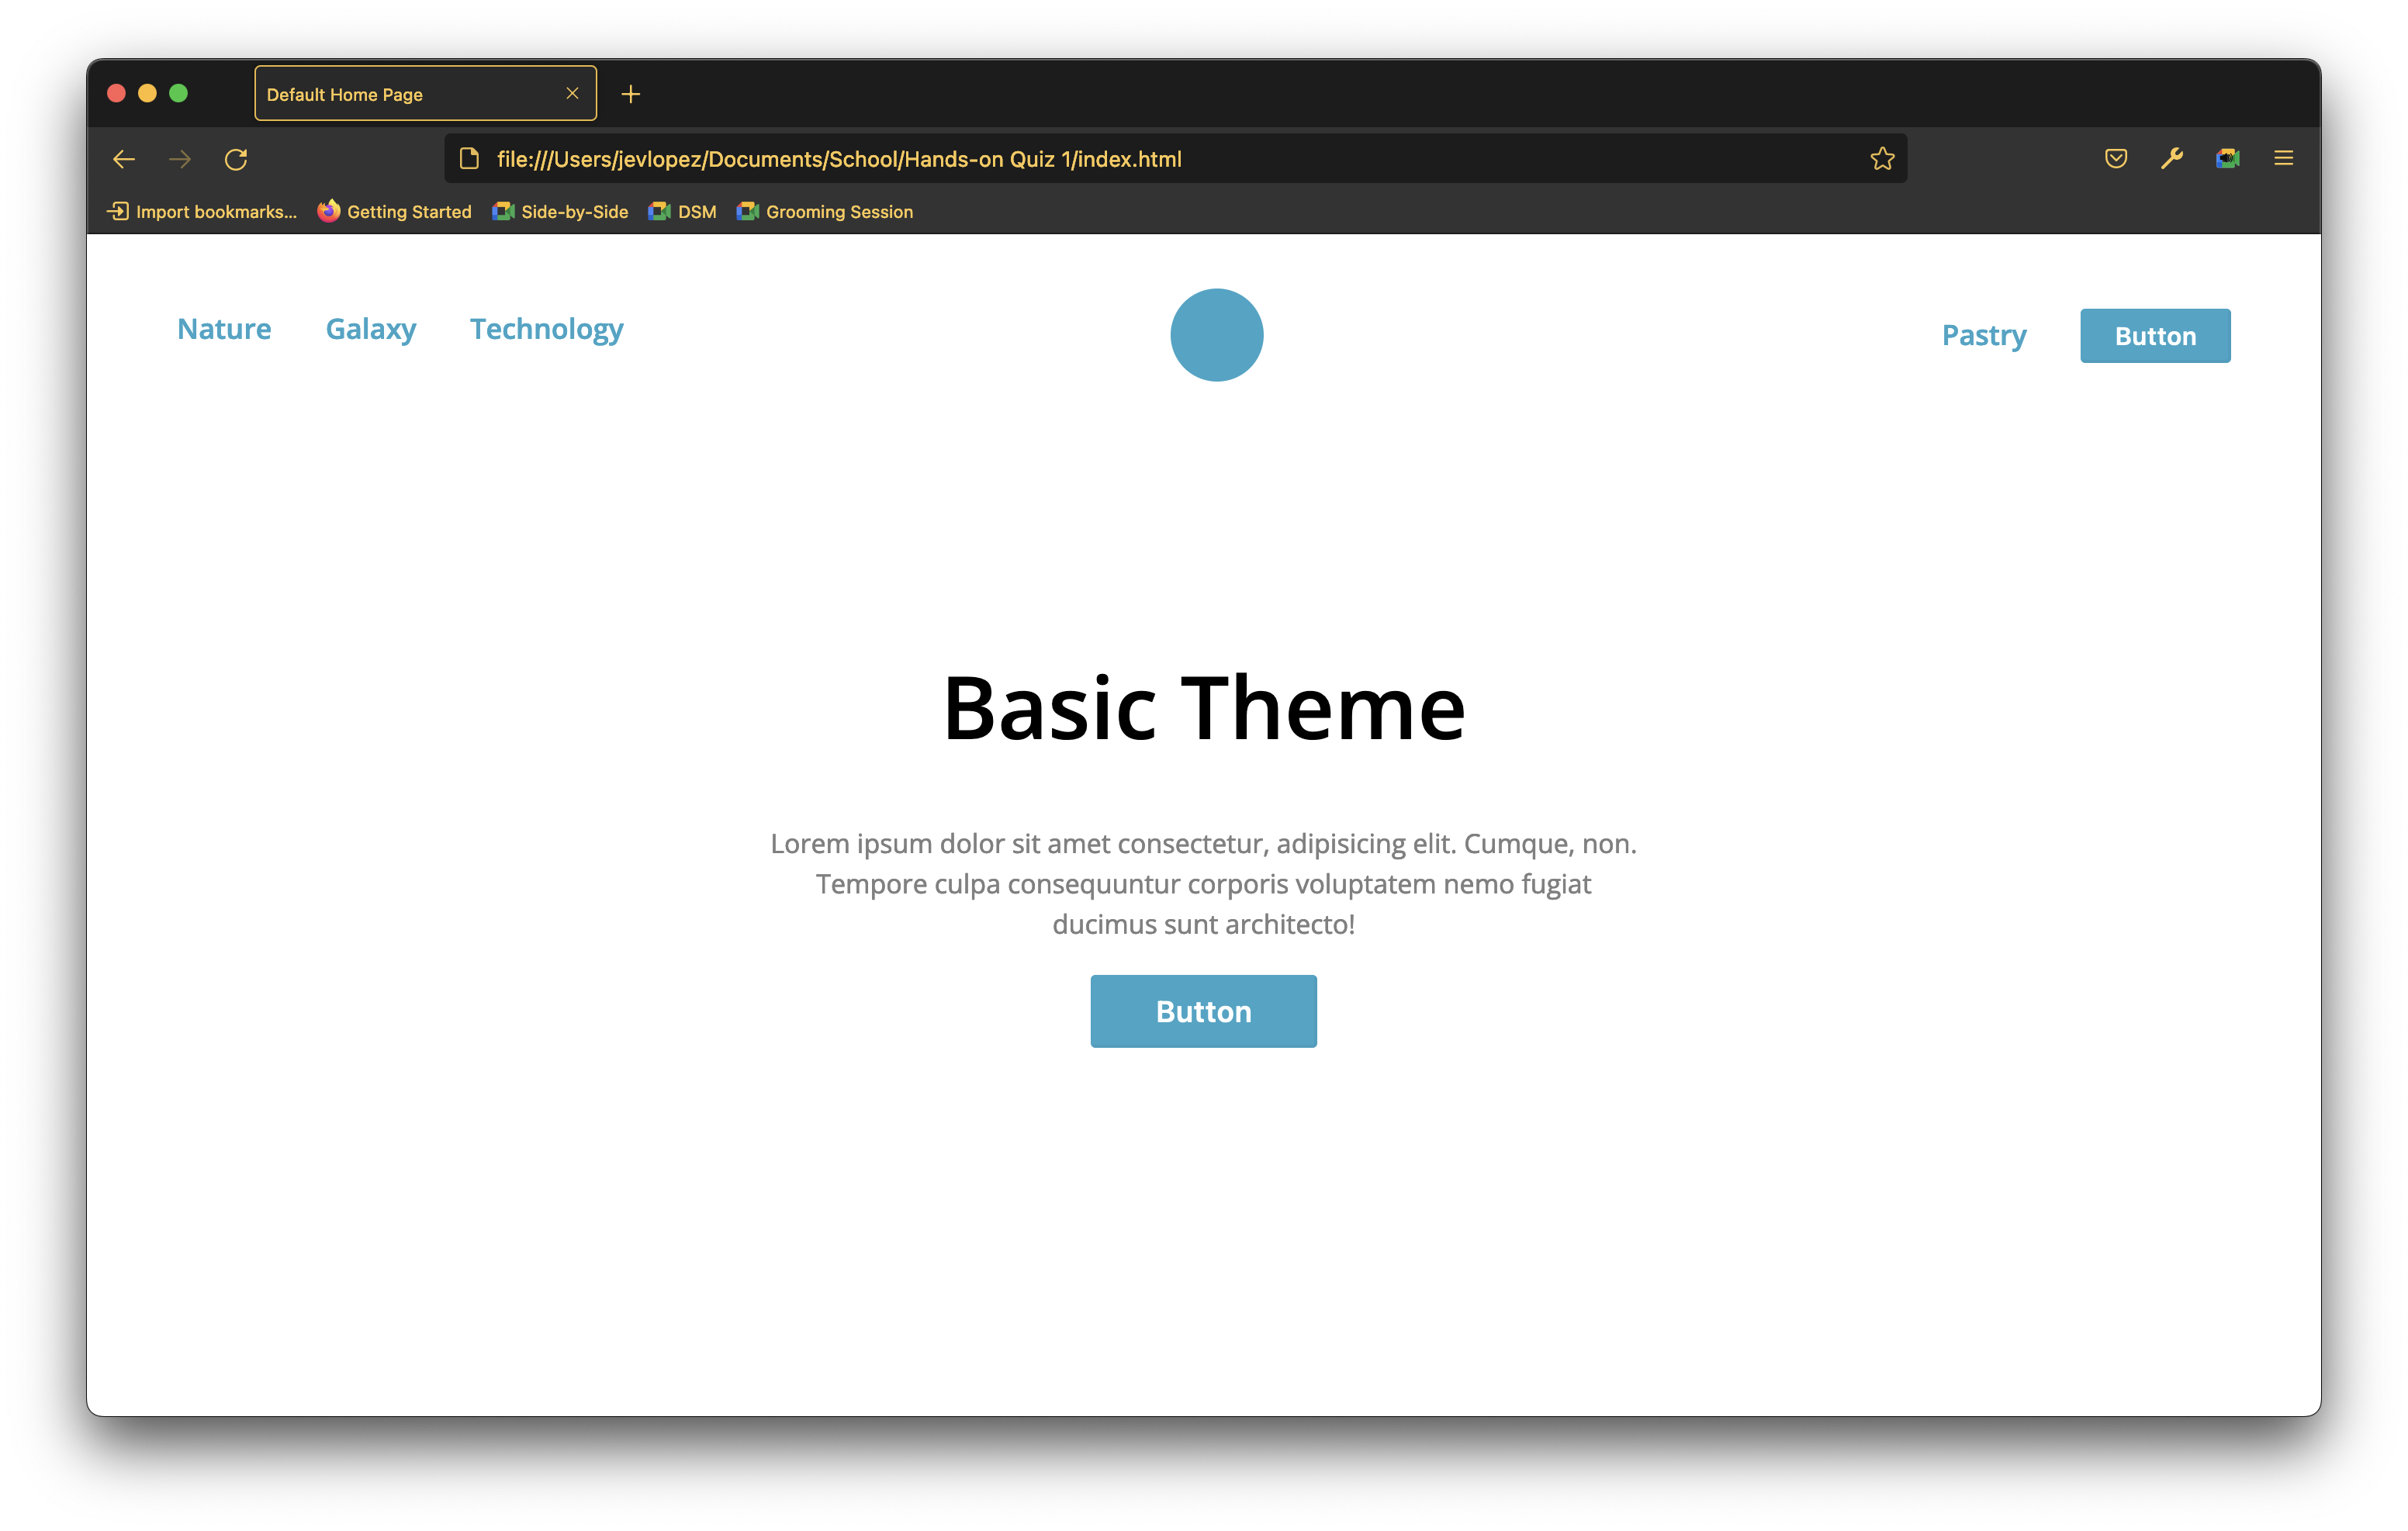 Default Home Page
file:///Users/jevlopez/Documents/School/Hands-on Quiz 1/index.html
Import bookmarks... Getting Started Side-by-Side DSM Grooming Session
Nature Galaxy Technology Pastry Button
Basic Theme
Lorem ipsum dolor sit amet consectetur, adipisicing elit. Cumque, non.
Tempore culpa consequuntur corporis voluptatem nemo fugiat
ducimus sunt architecto!
Button